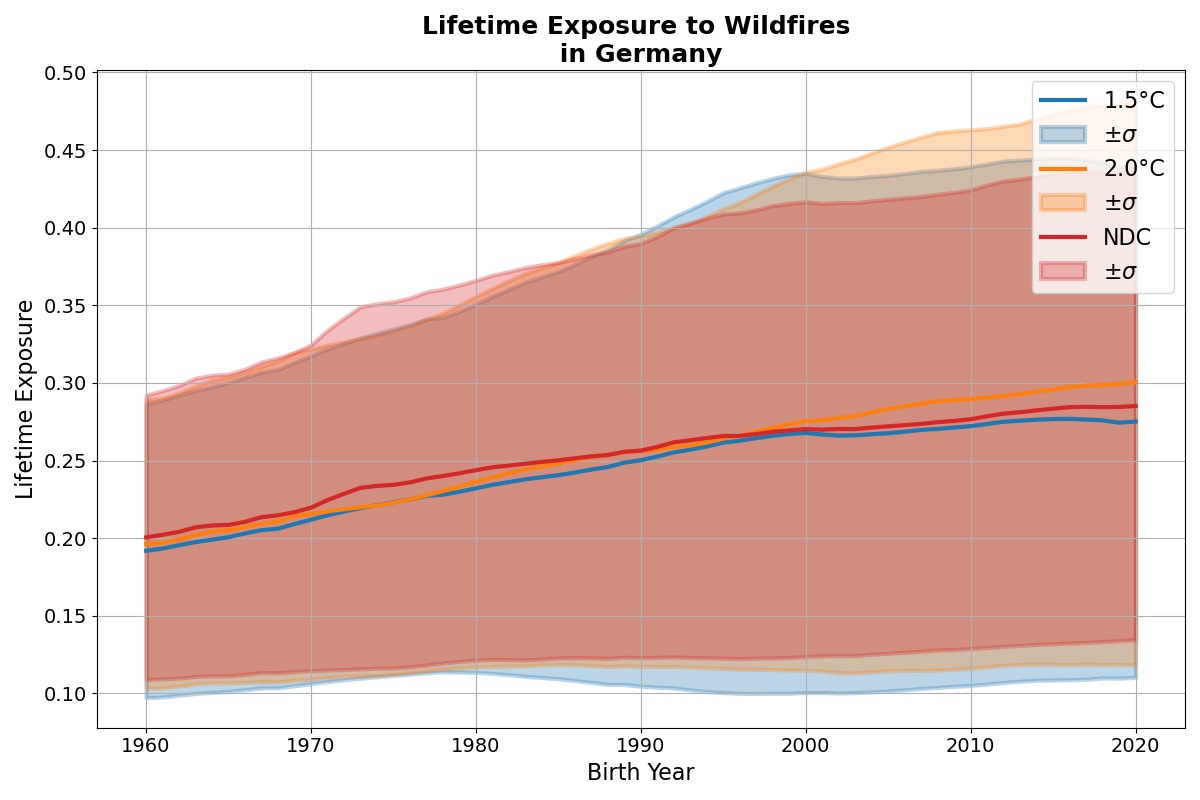 Lifetime Exposure to Wildfires
in Germany
Lifetime Exposure
0.50
0.45
0.40
0.35
0.30
0.25
0.20
0.15
0.10
1.5°C
±σ
2.0°C
±σ
NDC
±σ
1960 1970 1980 1990 2000 2010 2020
Birth Year